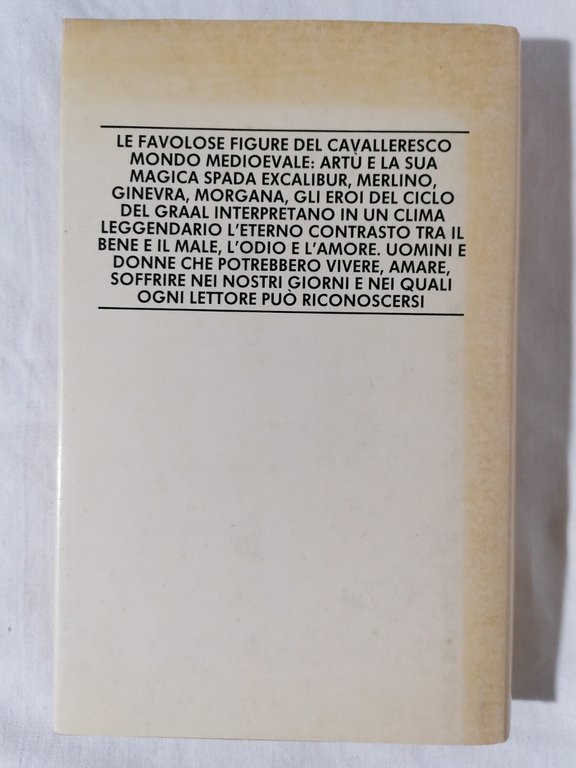 LE FAVOLOSE FIGURE DEL CAVALLERESCO
MONDO MEDIOEVALE: ARTÙ E LA SUA
MAGICA SPADA EXCALIBUR, MERLINO,
GINEVRA, MORGANA, GLI EROI DEL CICLO
DEL GRAAL INTERPRETANO IN UN CLIMA
LEGGENDARIO L'ETERNO CONTRASTO TRA IL
BENE E IL MALE, L'ODIO E L'AMORE. UOMINI E
DONNE CHE POTREBBERO VIVERE, AMARE,
SOFFRIRE NEI NOSTRI GIORNI E NEI QUALI
OGNI LETTORE PUÒ RICONOSCERSI